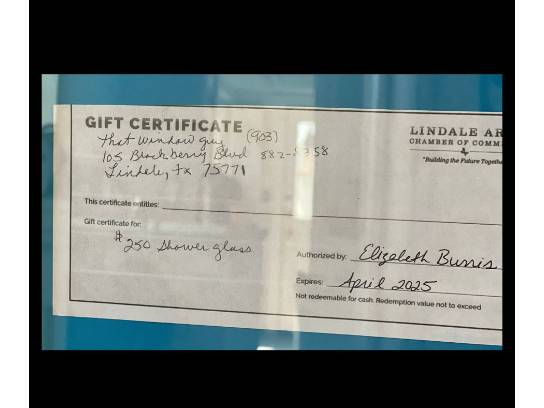 GIFT CERTIFICATE
LINDALE AR
CHAMBER OF COMM
"Building the Future Togethe
that window guy (903)
105 Blackberry Blvd 882-8358
Lindale, tx 75771
This certificate entitles:
Gift certificate for:
$250 shower glass
Authorized by: Elizabeth Burris
Expires: April 2025
Not redeemable for cash. Redemption value not to exceed